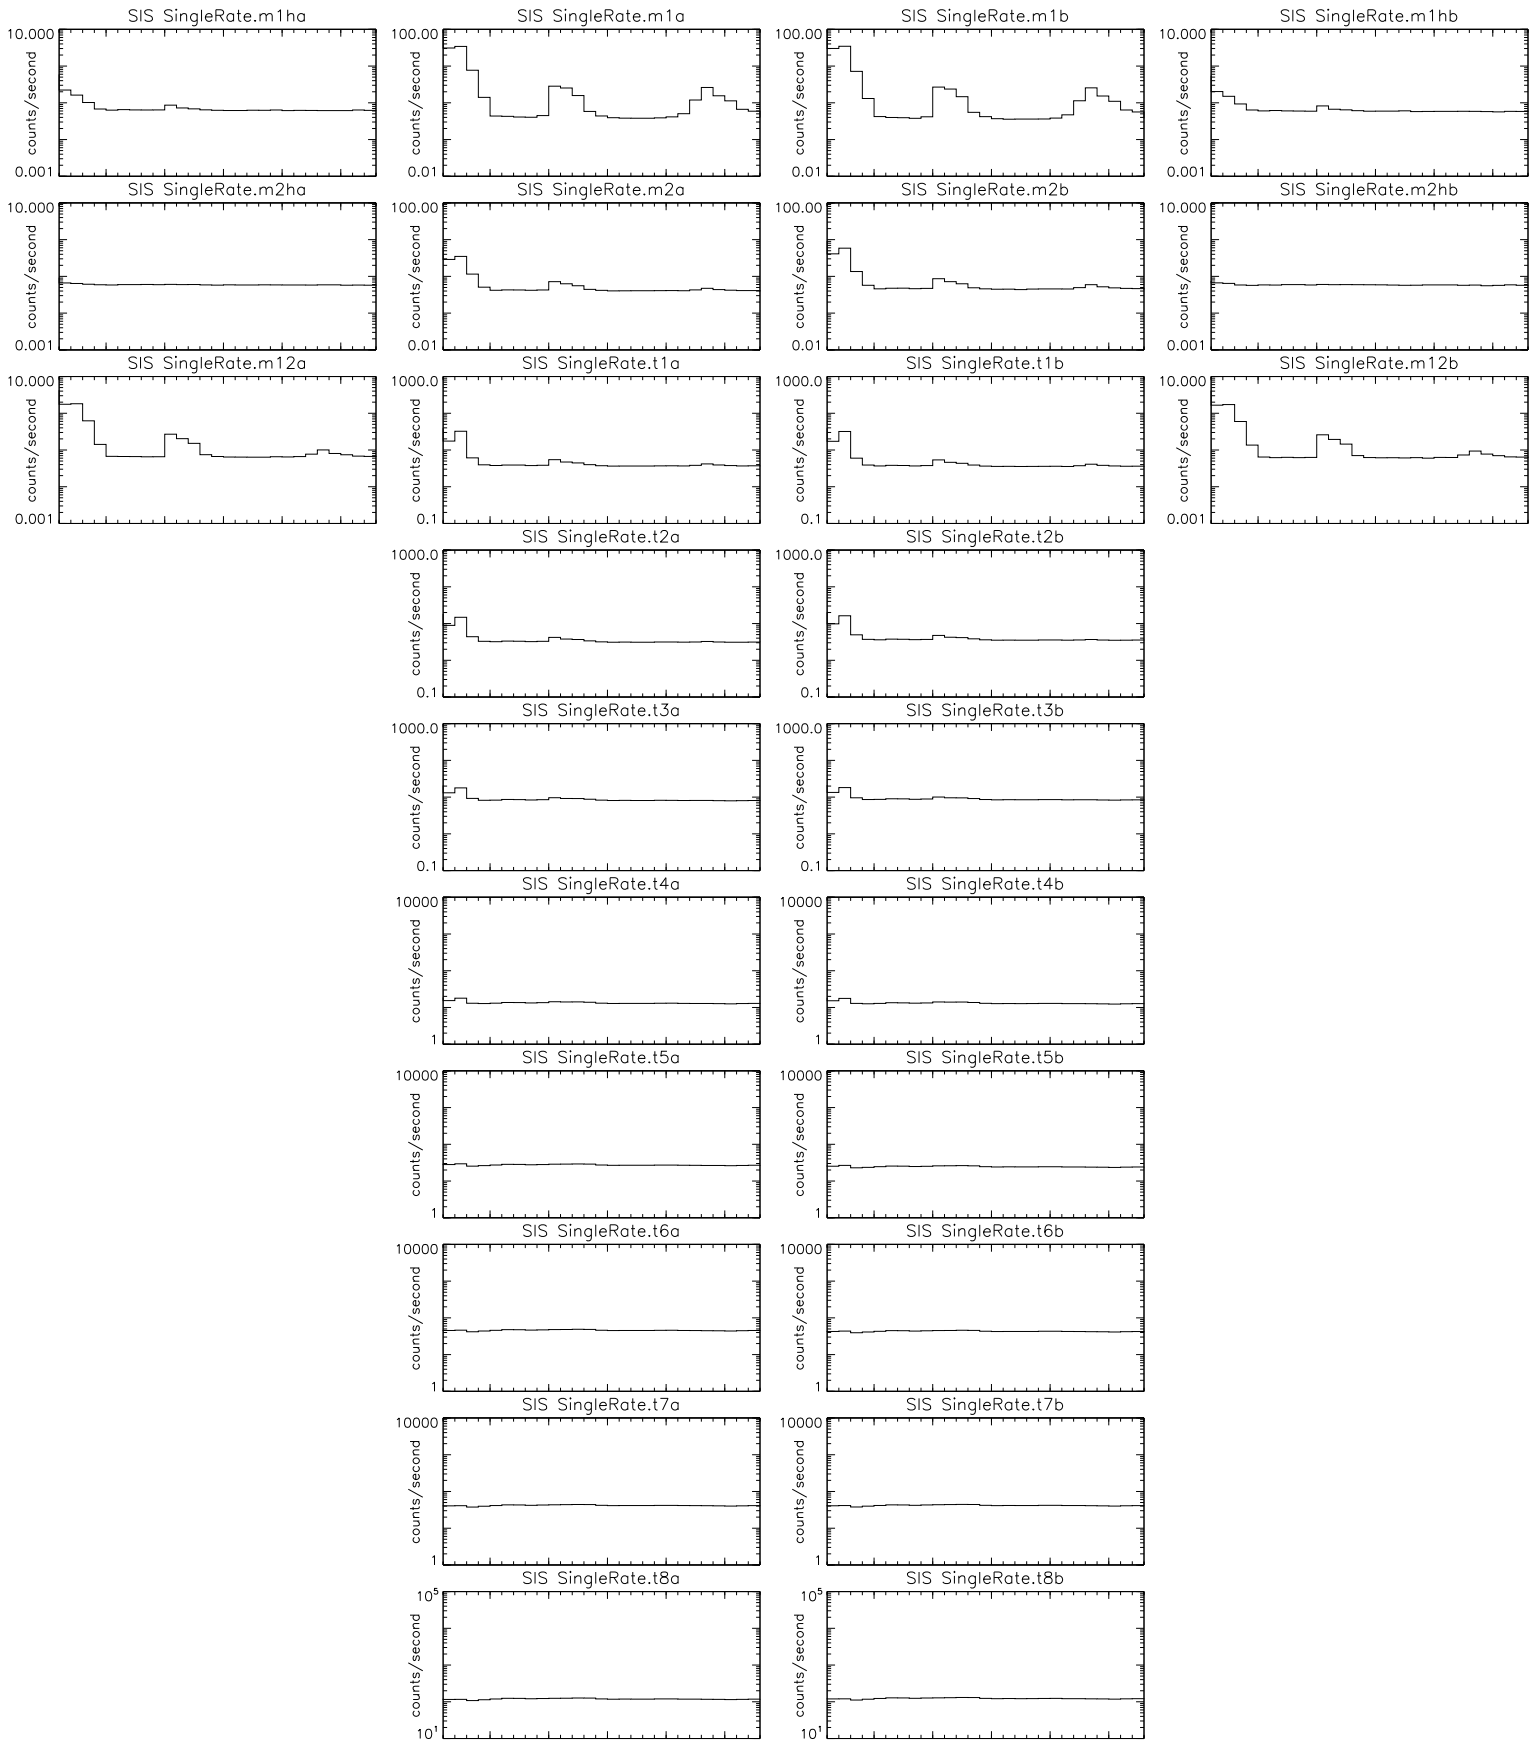 SIS SingleRate.m1ha
10.000
counts/second
0.001
SIS SingleRate.m1a
100.00
counts/second
0.01
SIS SingleRate.m1b
100.00
counts/second
0.01
SIS SingleRate.m1hb
10.000
counts/second
0.001
SIS SingleRate.m2ha
10.000
counts/second
0.001
SIS SingleRate.m2a
100.00
counts/second
0.01
SIS SingleRate.m2b
100.00
counts/second
0.01
SIS SingleRate.m2hb
10.000
counts/second
0.001
SIS SingleRate.m12a
10.000
counts/second
0.001
SIS SingleRate.t1a
1000.0
counts/second
0.1
SIS SingleRate.t1b
1000.0
counts/second
0.1
SIS SingleRate.m12b
10.000
counts/second
0.001
SIS SingleRate.t2a
1000.0
counts/second
0.1
SIS SingleRate.t2b
1000.0
counts/second
0.1
SIS SingleRate.t3a
1000.0
counts/second
0.1
SIS SingleRate.t3b
1000.0
counts/second
0.1
SIS SingleRate.t4a
10000
counts/second
1
SIS SingleRate.t4b
10000
counts/second
1
SIS SingleRate.t5a
10000
counts/second
1
SIS SingleRate.t5b
10000
counts/second
1
SIS SingleRate.t6a
10000
counts/second
1
SIS SingleRate.t6b
10000
counts/second
1
SIS SingleRate.t7a
10000
counts/second
1
SIS SingleRate.t7b
10000
counts/second
1
SIS SingleRate.t8a
10⁵
counts/second
10¹
SIS SingleRate.t8b
10⁵
counts/second
10¹